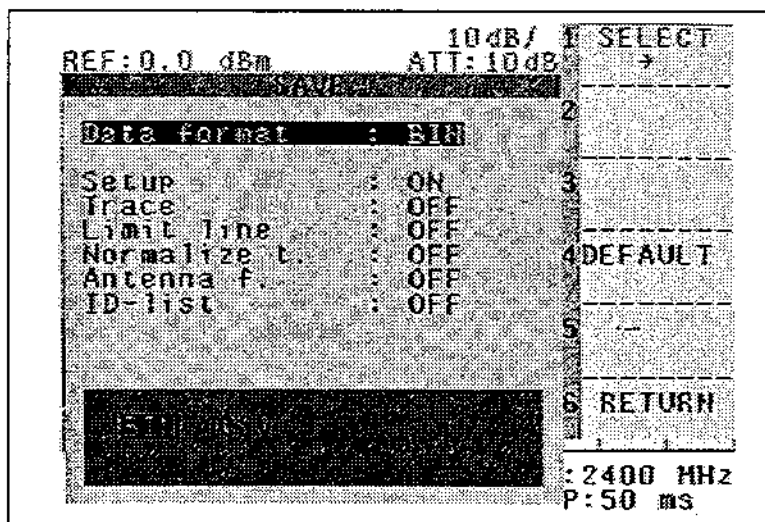 10dB/
REF:0.0 dBm ATT:10dB
SAVE
Data format : BIN
Setup : ON
Trace : OFF
Limit line : OFF
Normalize t. : OFF
Antenna f. : OFF
ID-list : OFF
1 SELECT
→
2
3
4DEFAULT
5 ←
6 RETURN
:2400 MHz
P:50 ms